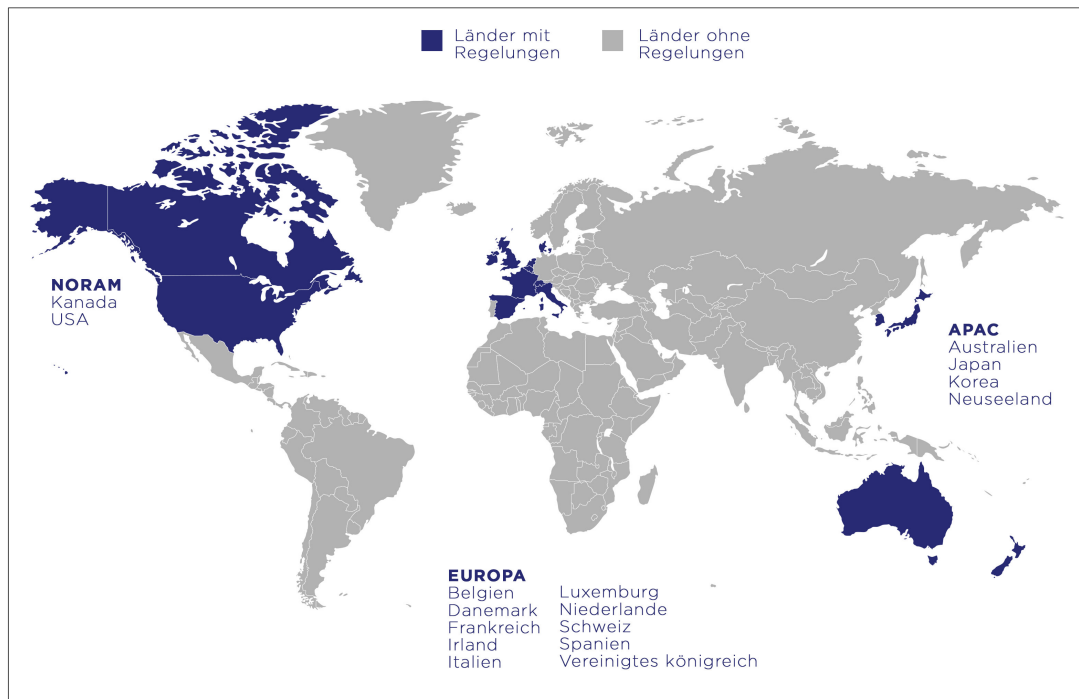 Länder mit
Regelungen
Länder ohne
Regelungen
NORAM
Kanada
USA
APAC
Australien
Japan
Korea
Neuseeland
EUROPA
Belgien
Danemark
Frankreich
Irland
Italien
Luxemburg
Niederlande
Schweiz
Spanien
Vereinigtes königreich